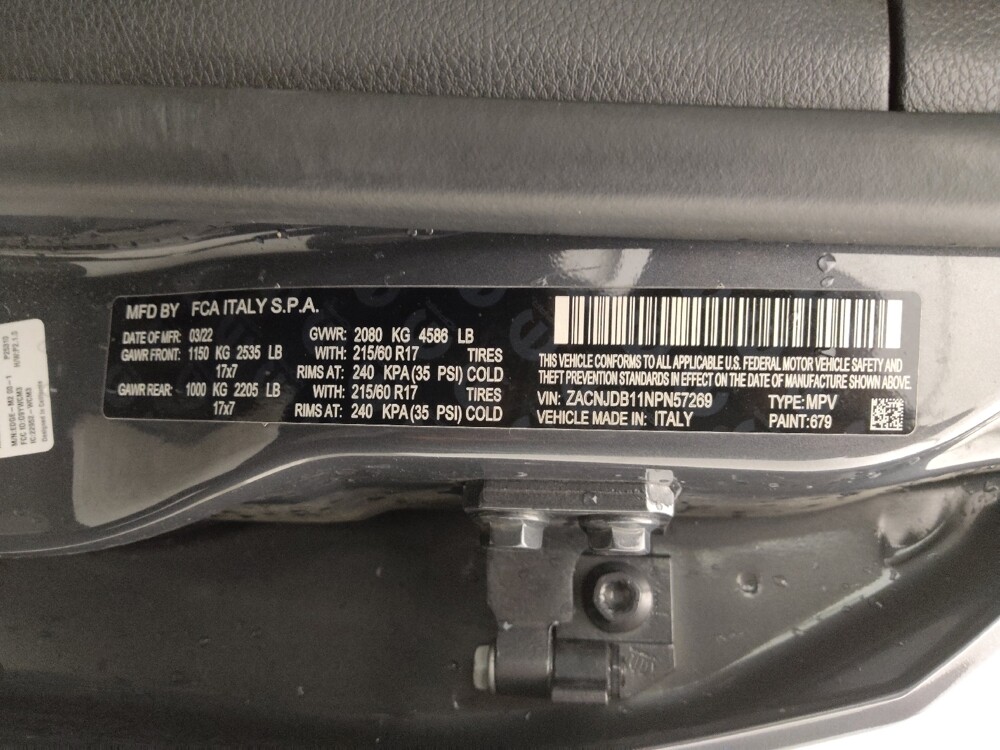 MFD BY FCA ITALY S.P.A.
DATE OF MFR: 03/22 GVWR: 2080 KG 4586 LB
GAWR FRONT: 1150 KG 2535 LB WITH: 215/60 R17 TIRES
17x7 RIMS AT: 240 KPA(35 PSI) COLD
GAWR REAR: 1000 KG 2205 LB WITH: 215/60 R17 TIRES
17x7 RIMS AT: 240 KPA(35 PSI) COLD
THIS VEHICLE CONFORMS TO ALL APPLICABLE U.S. FEDERAL MOTOR VEHICLE SAFETY AND
THEFT PREVENTION STANDARDS IN EFFECT ON THE DATE OF MANUFACTURE SHOWN ABOVE.
VIN: ZACNJDB11NPN57269 TYPE: MPV
VEHICLE MADE IN: ITALY PAINT: 679
P25310
H/W:P2.1.5